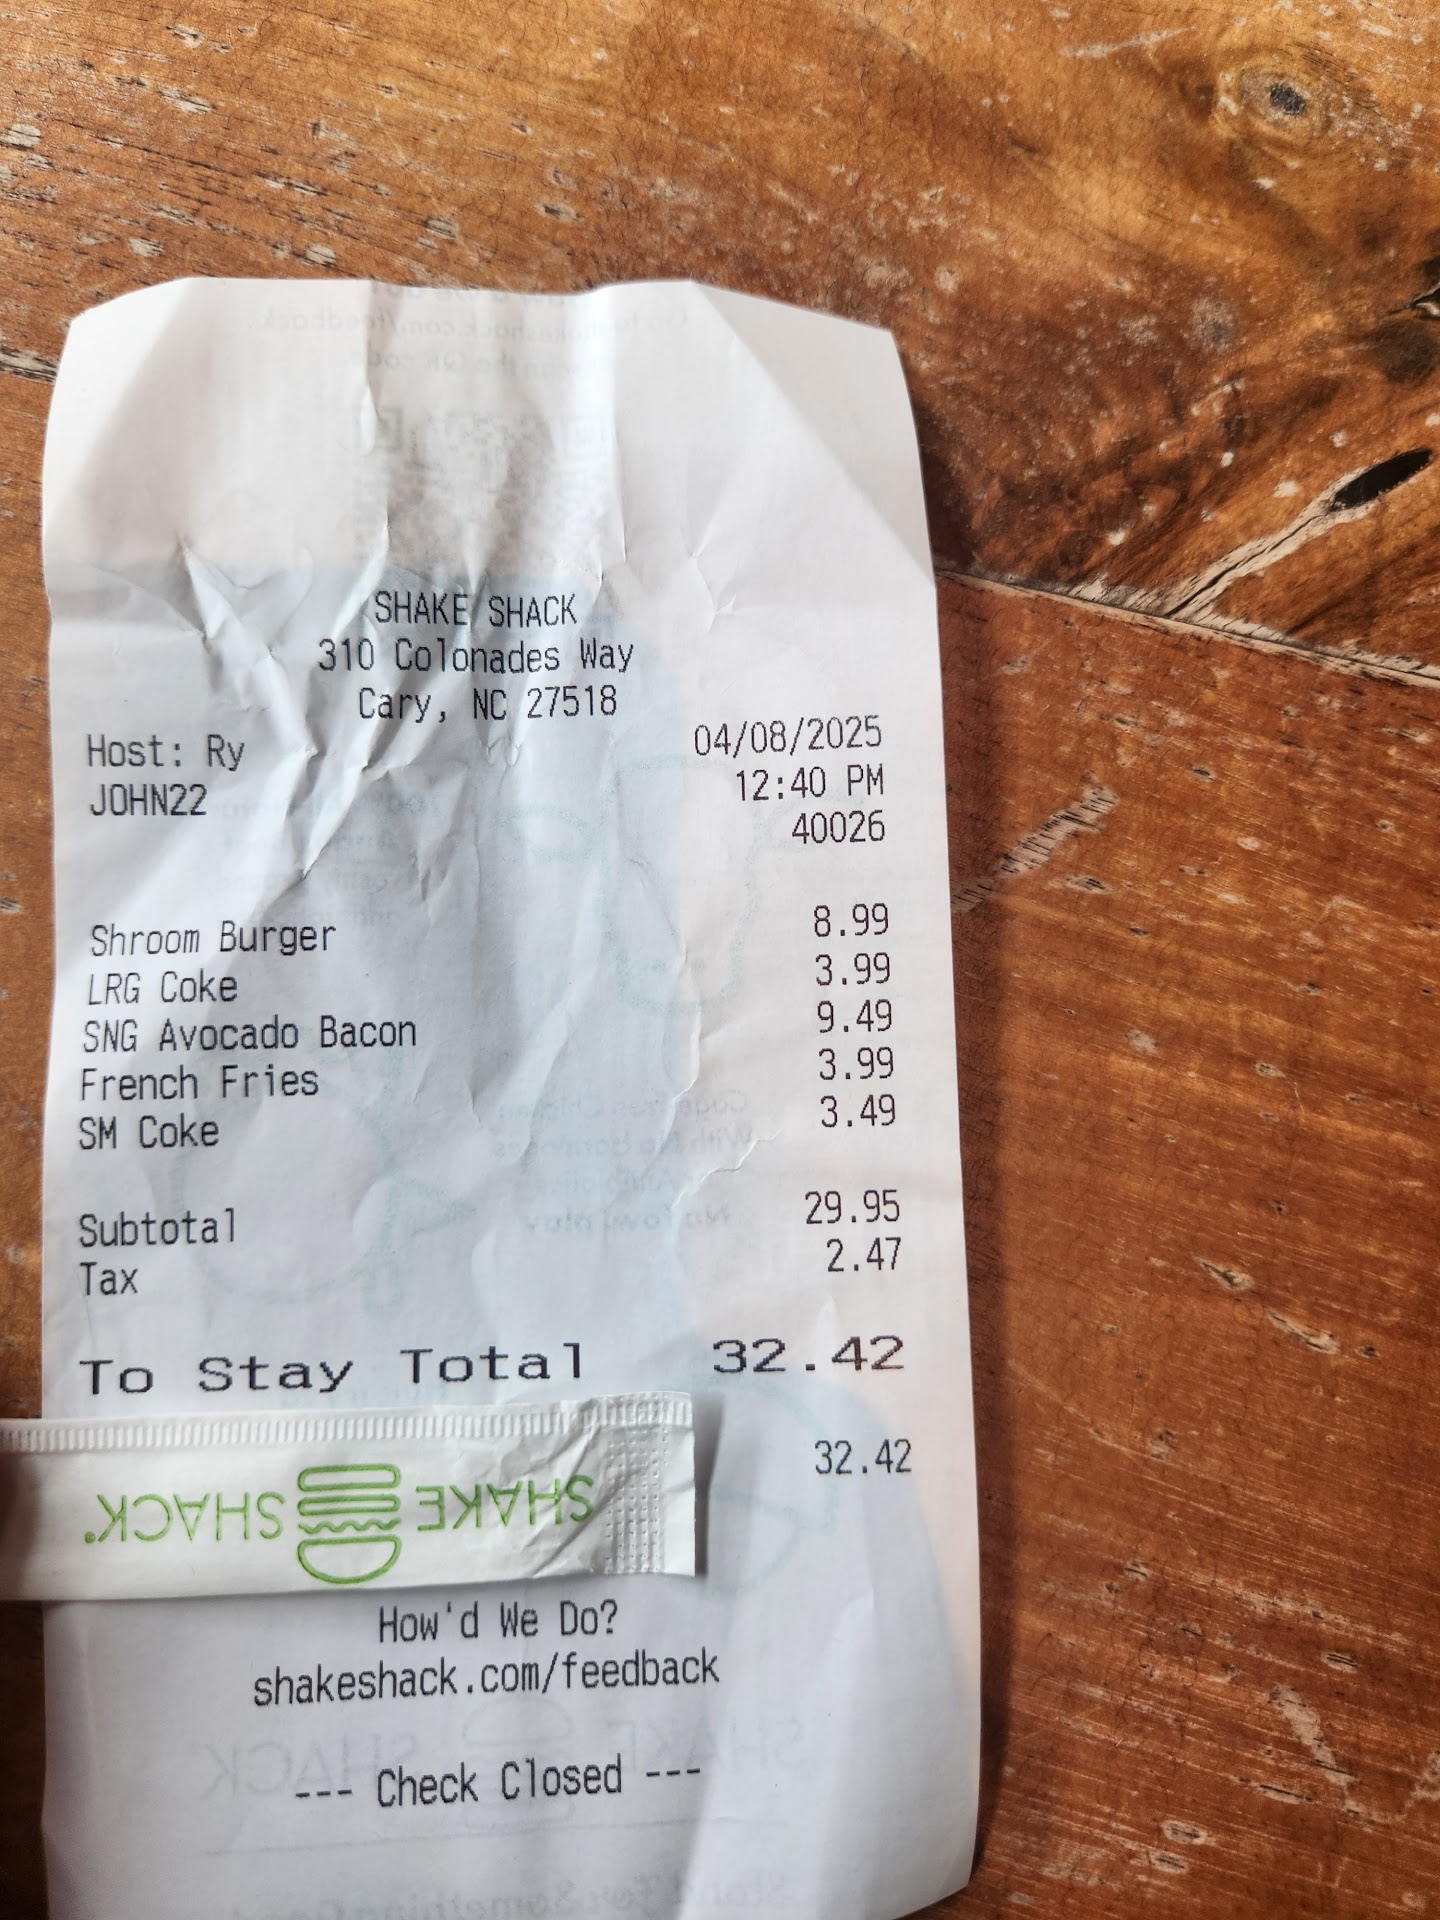 SHAKE SHACK
310 Colonades Way
Cary, NC 27518
Host: Ry 04/08/2025
JOHN22 12:40 PM
40026
Shroom Burger 8.99
LRG Coke 3.99
SNG Avocado Bacon 9.49
French Fries 3.99
SM Coke 3.49
Subtotal 29.95
Tax 2.47
To Stay Total 32.42
32.42
SHAKE SHACK
How'd We Do?
shakeshack.com/feedback
--- Check Closed ---